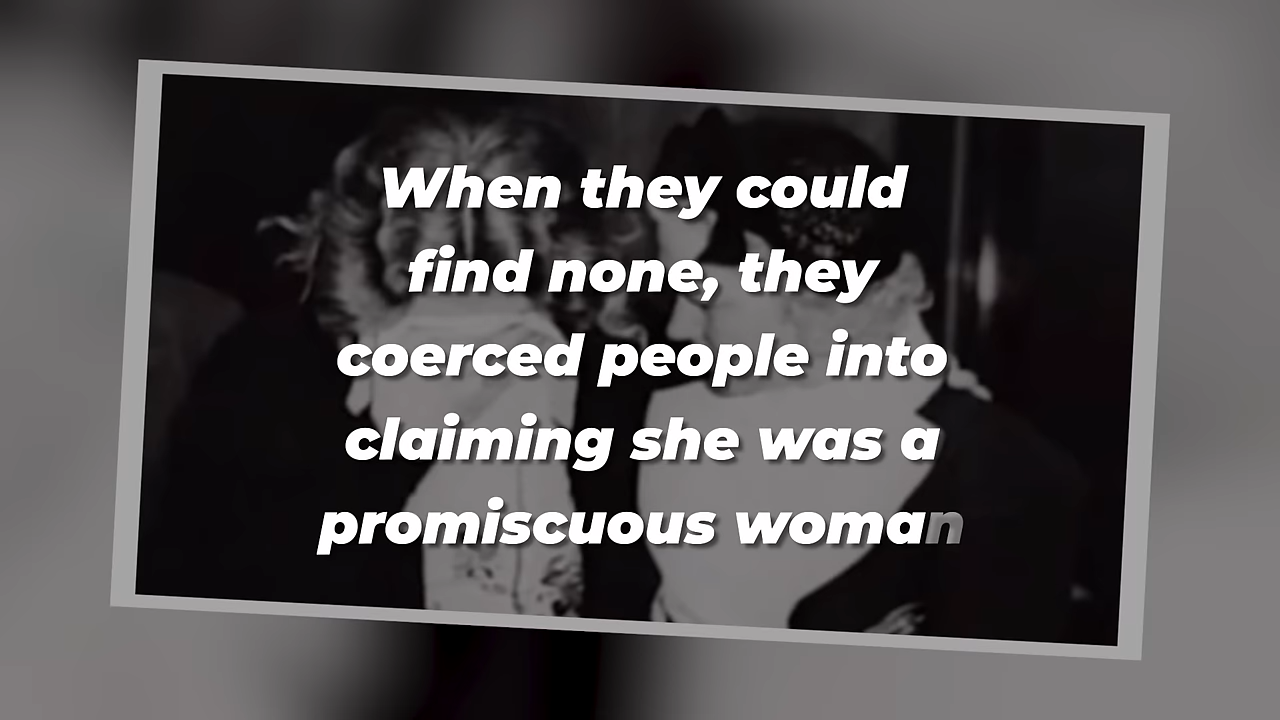 When they could
find none, they
coerced people into
claiming she was a
promiscuous woman